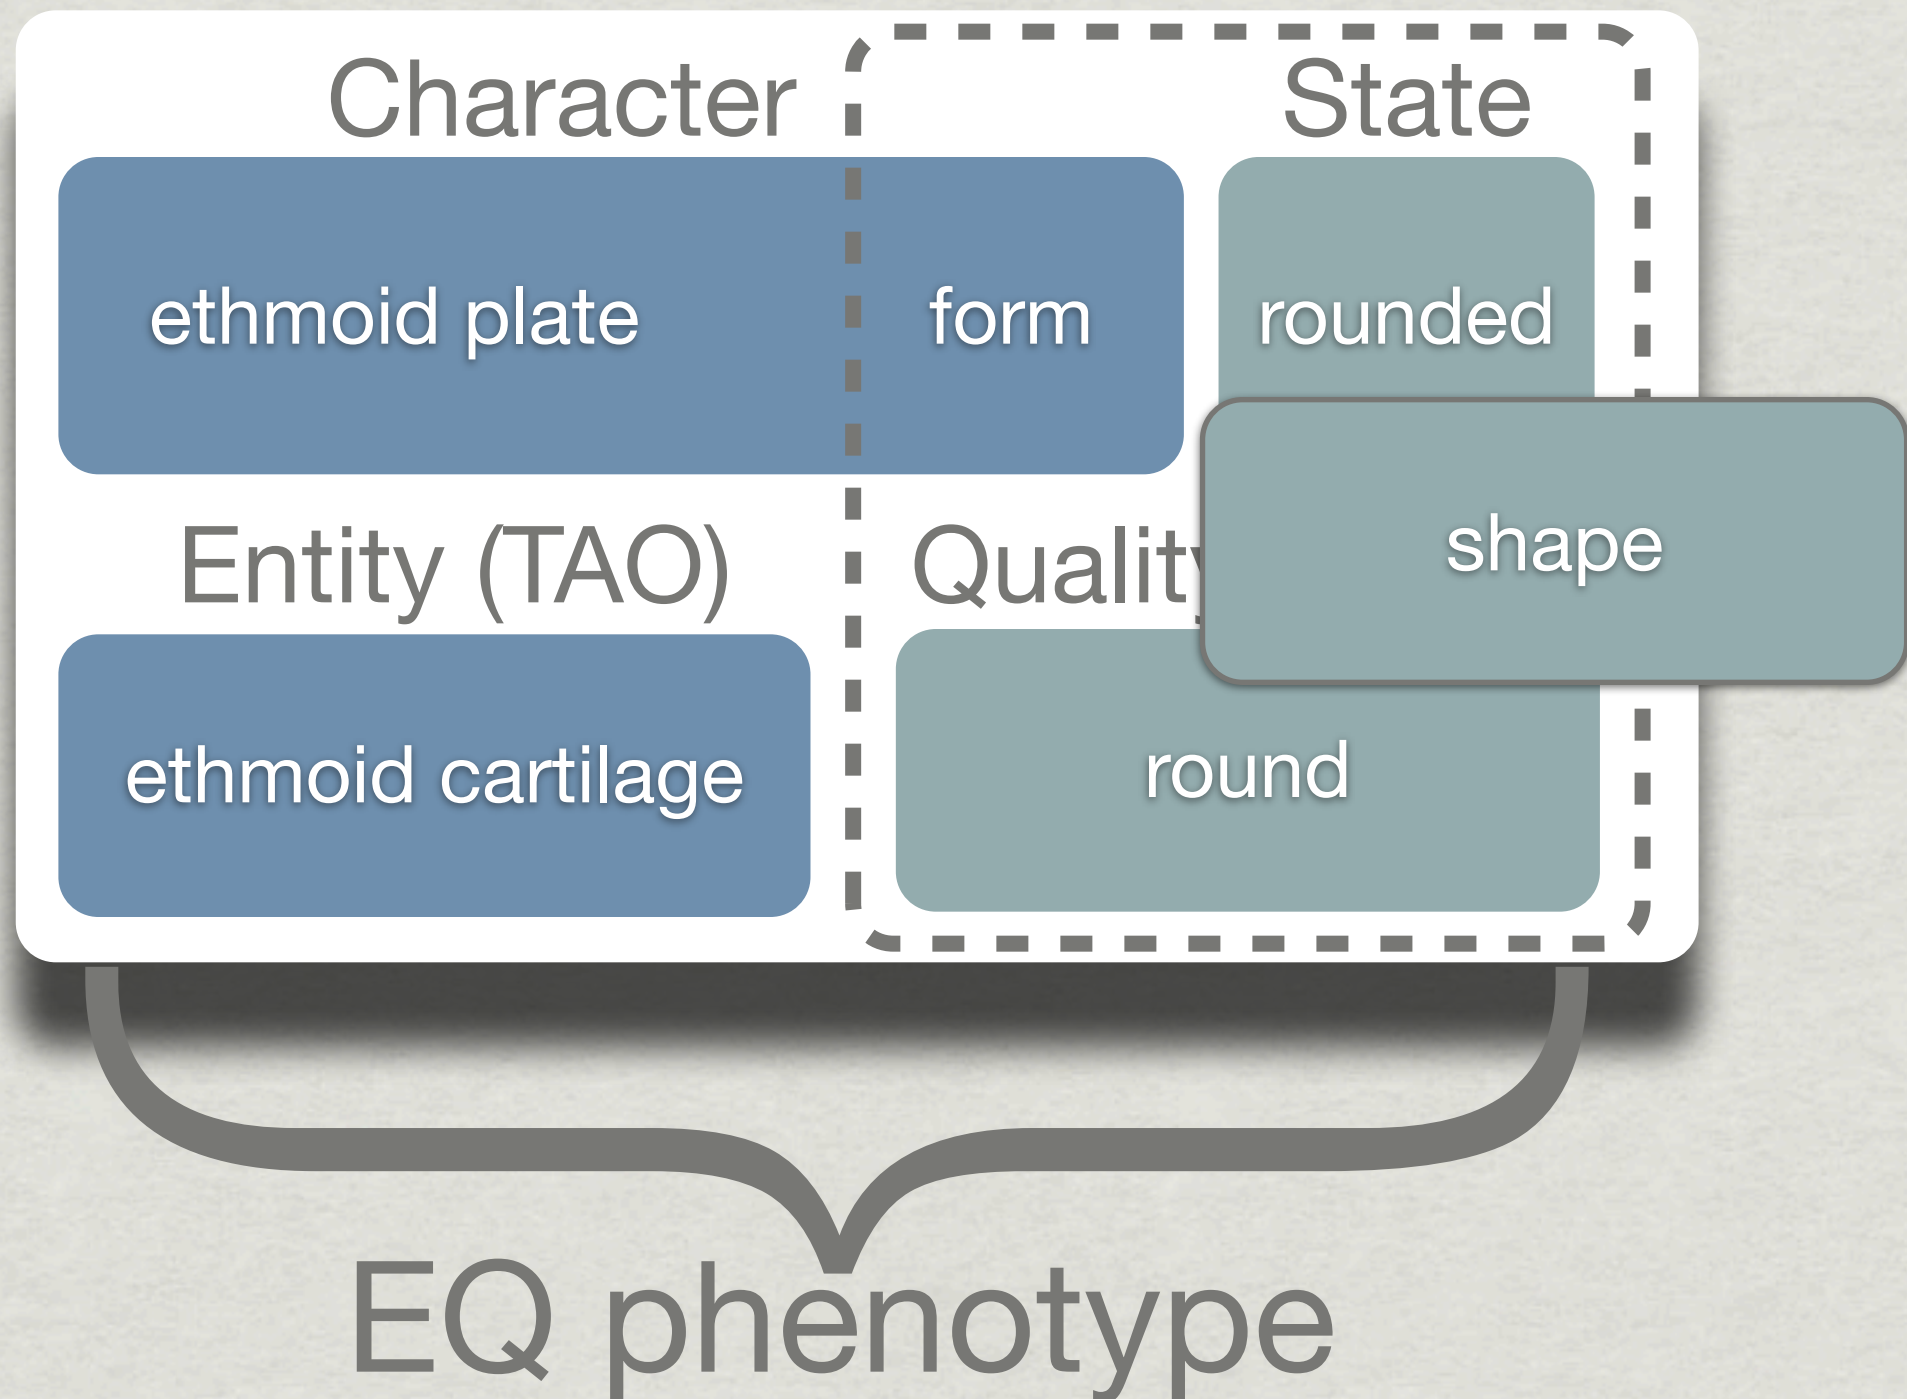 Character State
ethmoid plate form rounded
Entity (TAO) shape
ethmoid cartilage round
EQ phenotype